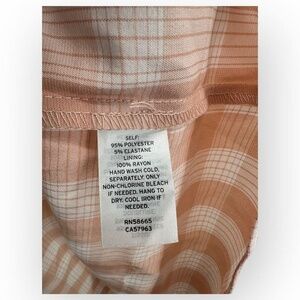 SELF:
95% POLYESTER
5% ELASTANE
LINING:
100% RAYON
HAND WASH COLD,
SEPARATELY. ONLY
NON-CHLORINE BLEACH
IF NEEDED. HANG TO
DRY. COOL IRON IF
NEEDED.
RN58665
CA57963